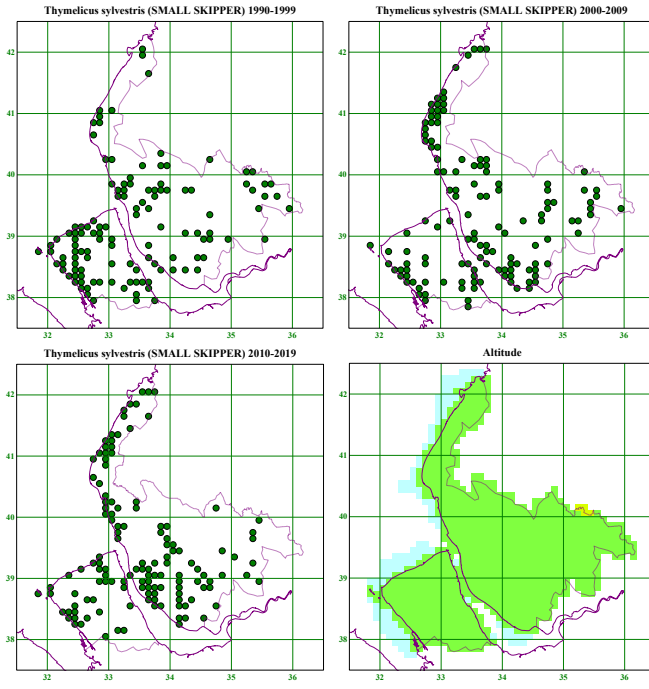 Thymelicus sylvestris (SMALL SKIPPER) 1990-1999
42
41
40
39
38
32 33 34 35 36
Thymelicus sylvestris (SMALL SKIPPER) 2000-2009
42
41
40
39
38
32 33 34 35 36
Thymelicus sylvestris (SMALL SKIPPER) 2010-2019
42
41
40
39
38
32 33 34 35 36
Altitude
42
41
40
39
38
32 33 34 35 36